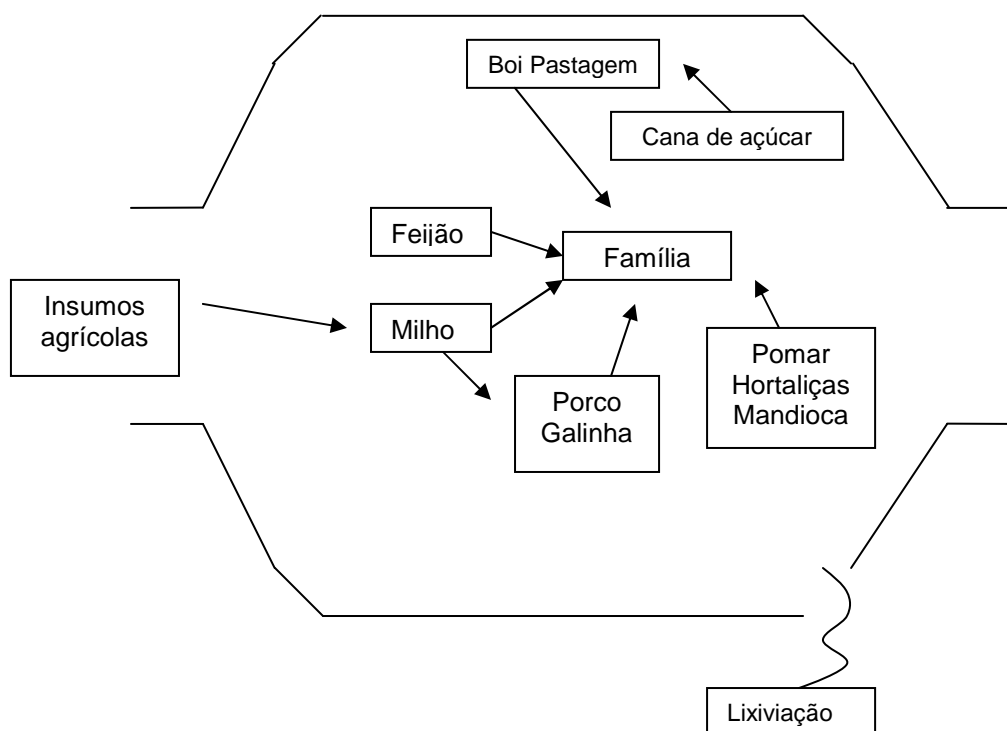 Boi Pastagem
Cana de açúcar
Feijão
Família
Insumos
agrícolas
Milho
Porco
Galinha
Pomar
Hortaliças
Mandioca
Lixiviação